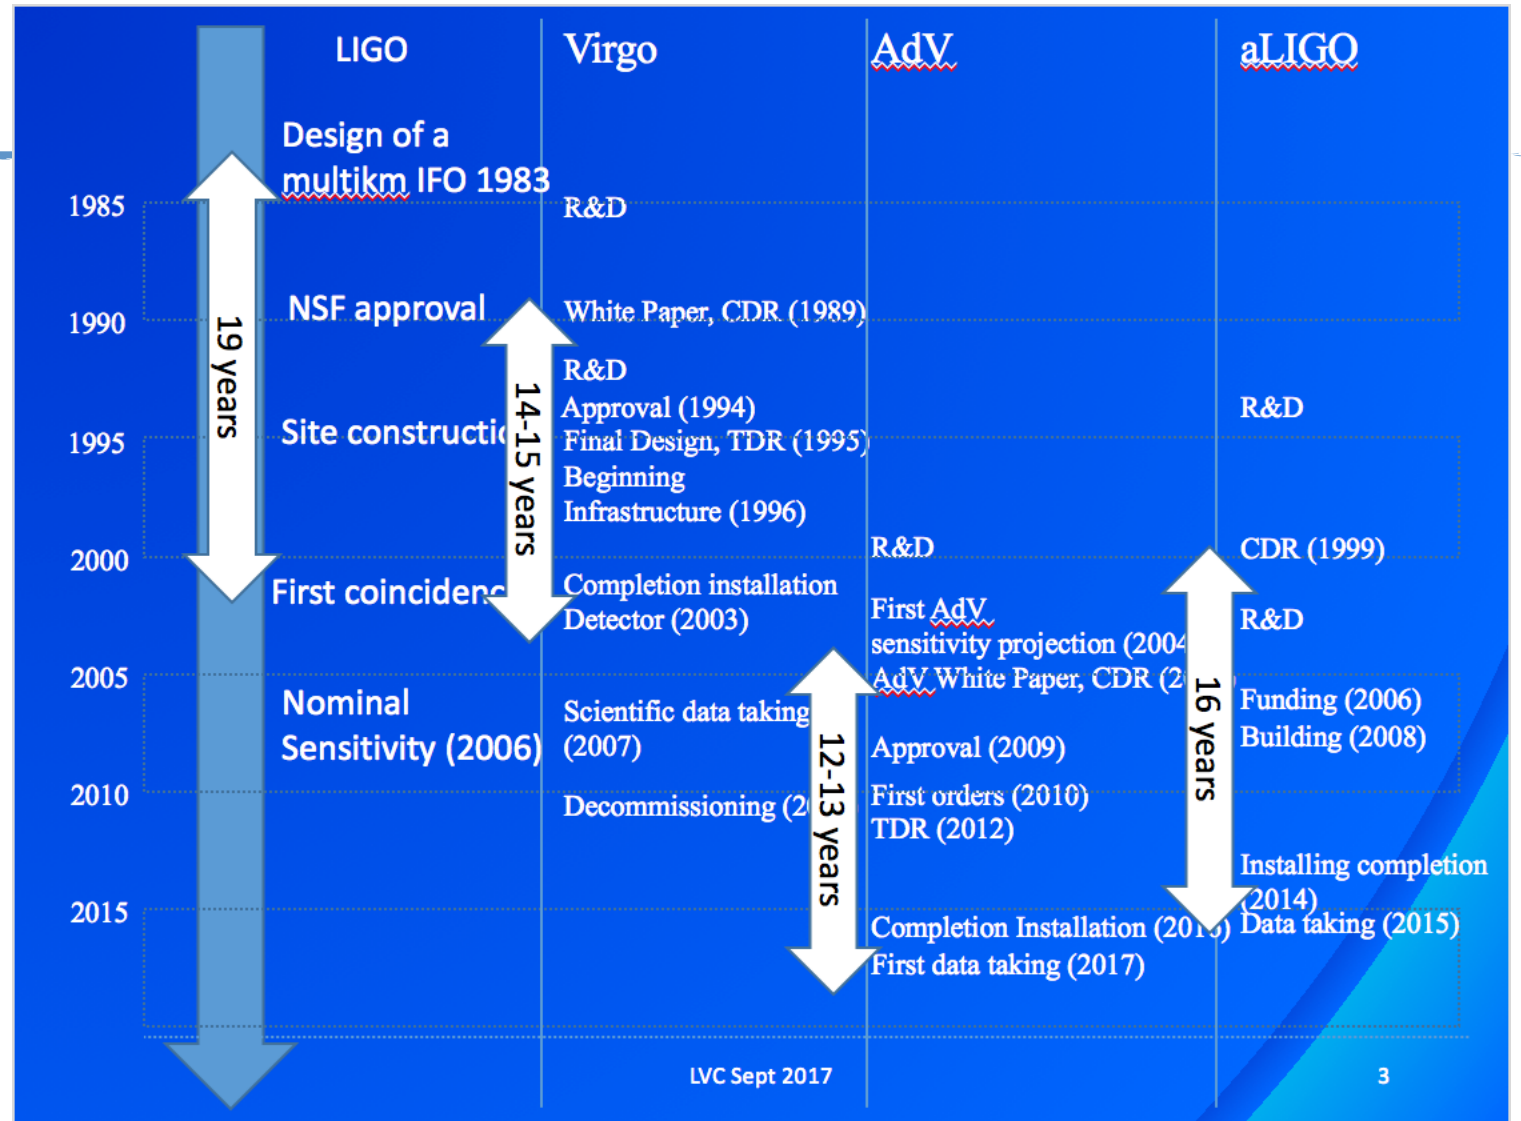 LIGO
Virgo
AdV
aLIGO
Design of a
multikm IFO 1983
1985
R&D
NSF approval
White Paper, CDR (1989)
1990
19 years
14-15 years
R&D
Approval (1994)
R&D
Site constructi
1995
Final Design, TDR (1995)
Beginning
Infrastructure (1996)
R&D
CDR (1999)
2000
First coinciden
Completion installation
Detector (2003)
First AdV
sensitivity projection (2004
R&D
2005
AdV White Paper, CDR (2
16 years
Nominal
Sensitivity (2006)
Scientific data taking
(2007)
12-13 years
Approval (2009)
Funding (2006)
Building (2008)
2010
Decommissioning (20
First orders (2010)
TDR (2012)
Installing completion
(2014)
2015
Completion Installation (2016)
Data taking (2015)
First data taking (2017)
LVC Sept 2017
3